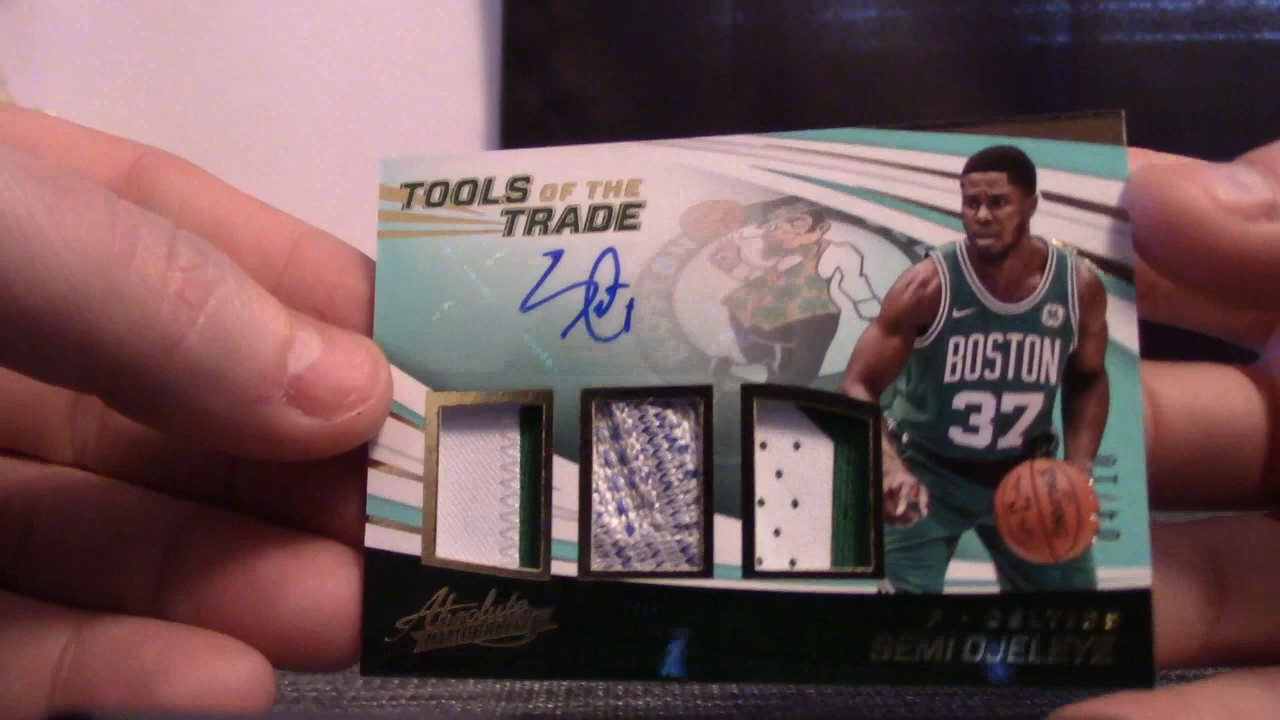 TOOLS OF THE
TRADE
BOSTON
37
Absolute
F • CELTICS
SEMI OJELEYE